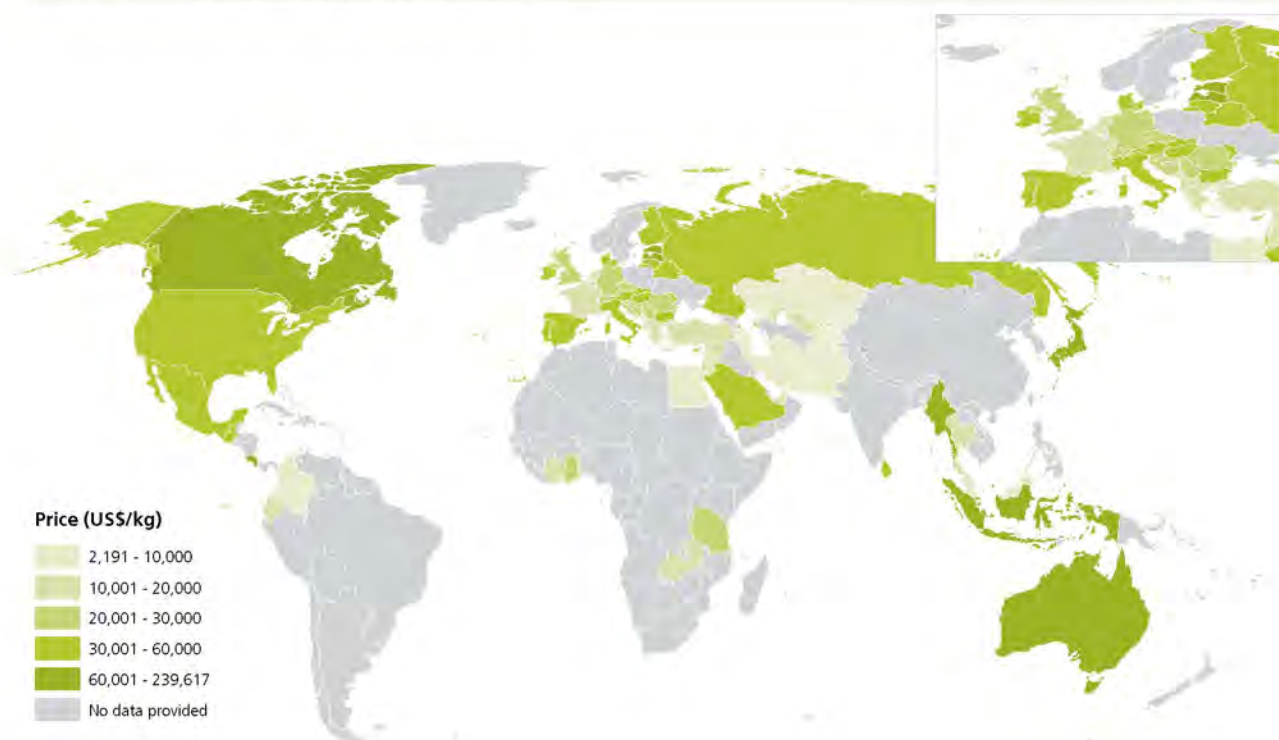 Price (US$/kg)
2,191 - 10,000
10,001 - 20,000
20,001 - 30,000
30,001 - 60,000
60,001 - 239,617
No data provided